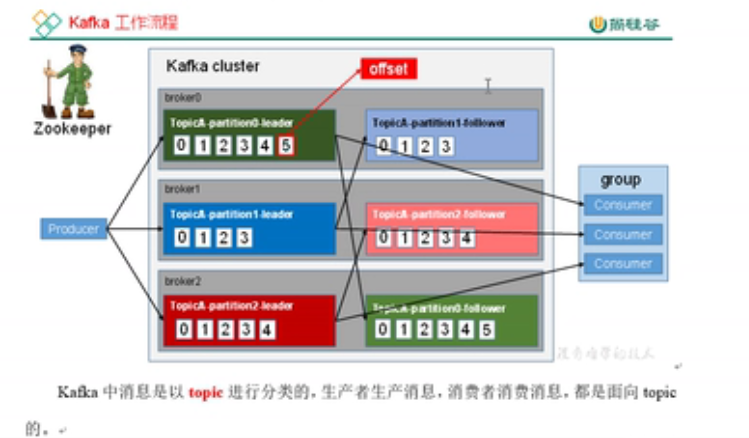 Kafka 工作流程
尚硅谷
Kafka cluster
offset
Zookeeper
broker0
TopicA-partition0-leader
0 1 2 3 4 5
TopicA-partition1-follower
0 1 2 3
broker1
TopicA-partition1-leader
0 1 2 3
TopicA-partition2-follower
0 1 2 3 4
Producer
broker2
TopicA-partition2-leader
0 1 2 3 4
TopicA-partition0-follower
0 1 2 3 4 5
group
Consumer
Consumer
Consumer
Kafka 中消息是以 topic 进行分类的，生产者生产消息，消费者消费消息，都是面向 topic
的。